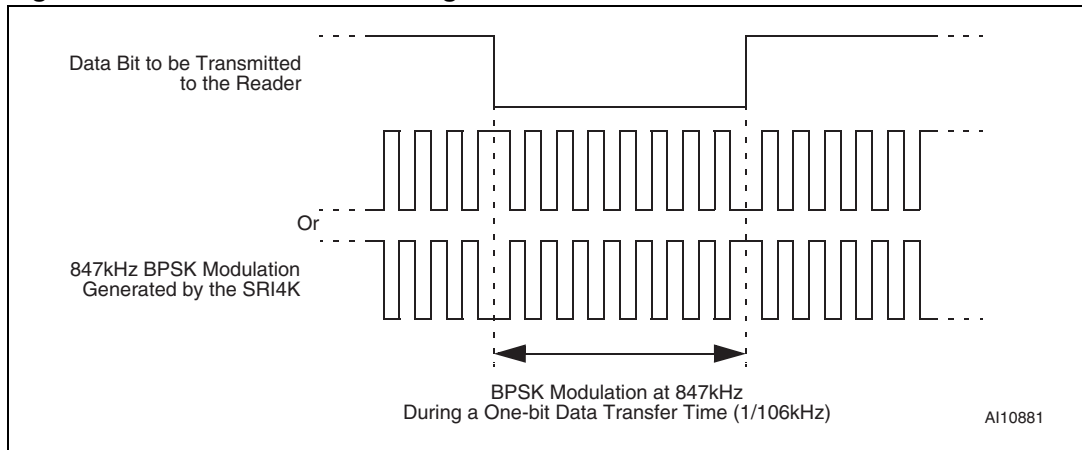 Data Bit to be Transmitted
to the Reader
Or
847kHz BPSK Modulation
Generated by the SRI4K
BPSK Modulation at 847kHz
During a One-bit Data Transfer Time (1/106kHz)
AI10881